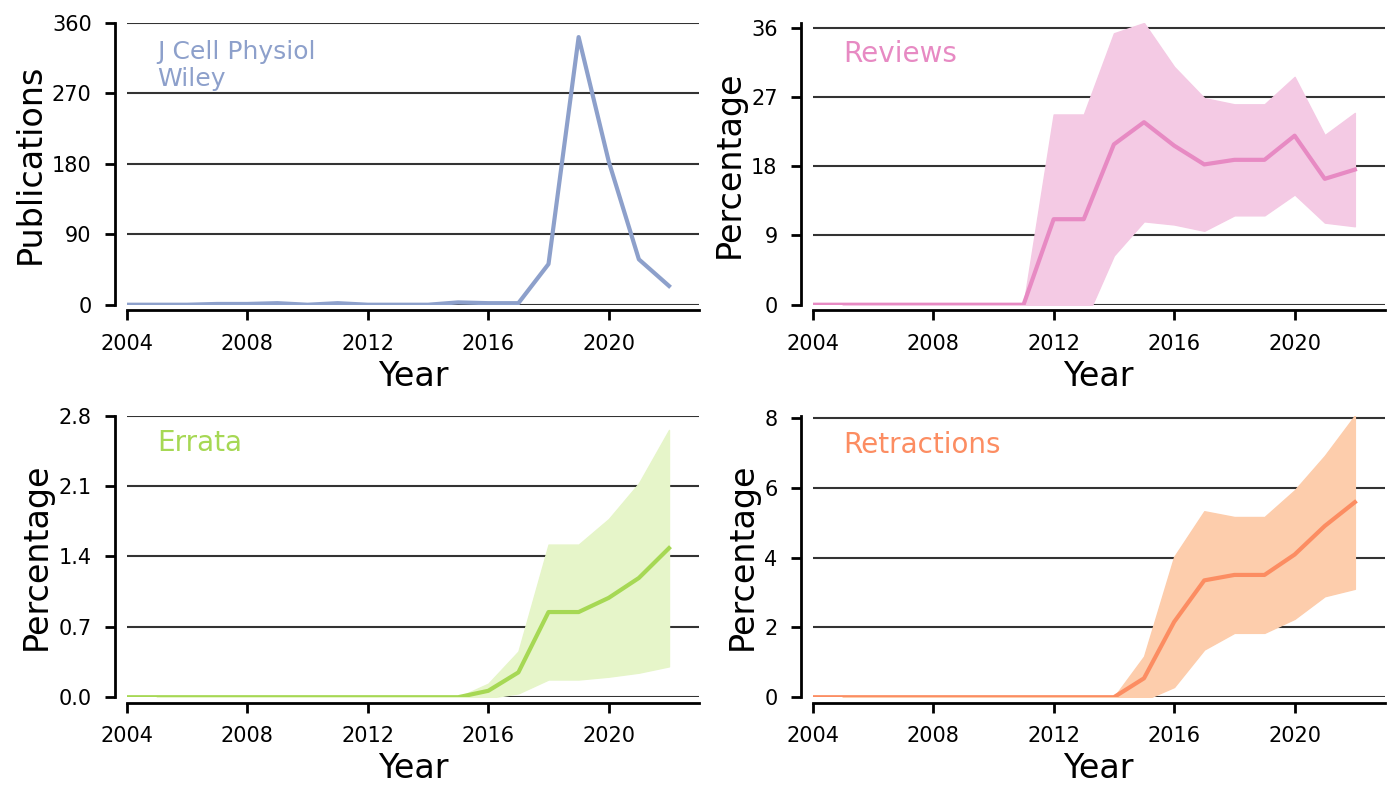 J Cell Physiol
Wiley
Publications
360
270
180
90
0
2004 2008 2012 2016 2020
Year
Reviews
Percentage
36
27
18
9
0
2004 2008 2012 2016 2020
Year
Errata
Percentage
2.8
2.1
1.4
0.7
0.0
2004 2008 2012 2016 2020
Year
Retractions
Percentage
8
6
4
2
0
2004 2008 2012 2016 2020
Year